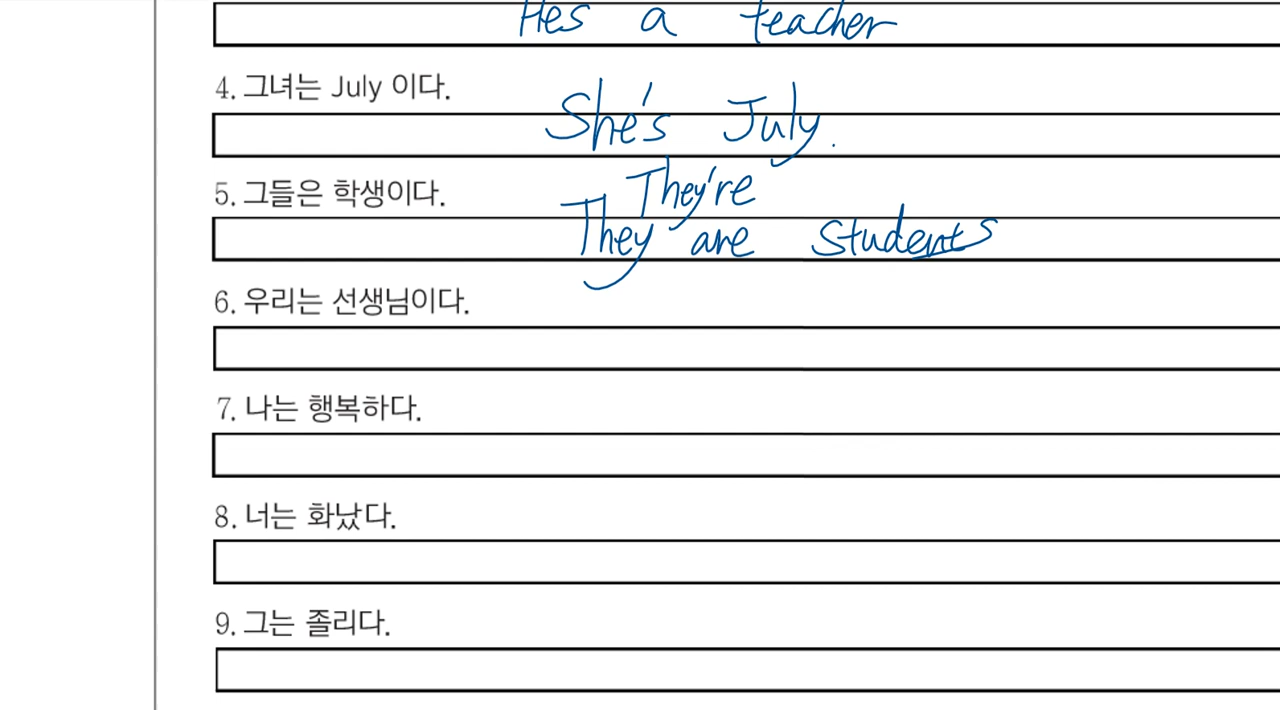 Hes a teacher
4. 그녀는 July 이다.
She's July.
5. 그들은 학생이다.
They're
They are students
6. 우리는 선생님이다.
7. 나는 행복하다.
8. 너는 화났다.
9. 그는 졸리다.